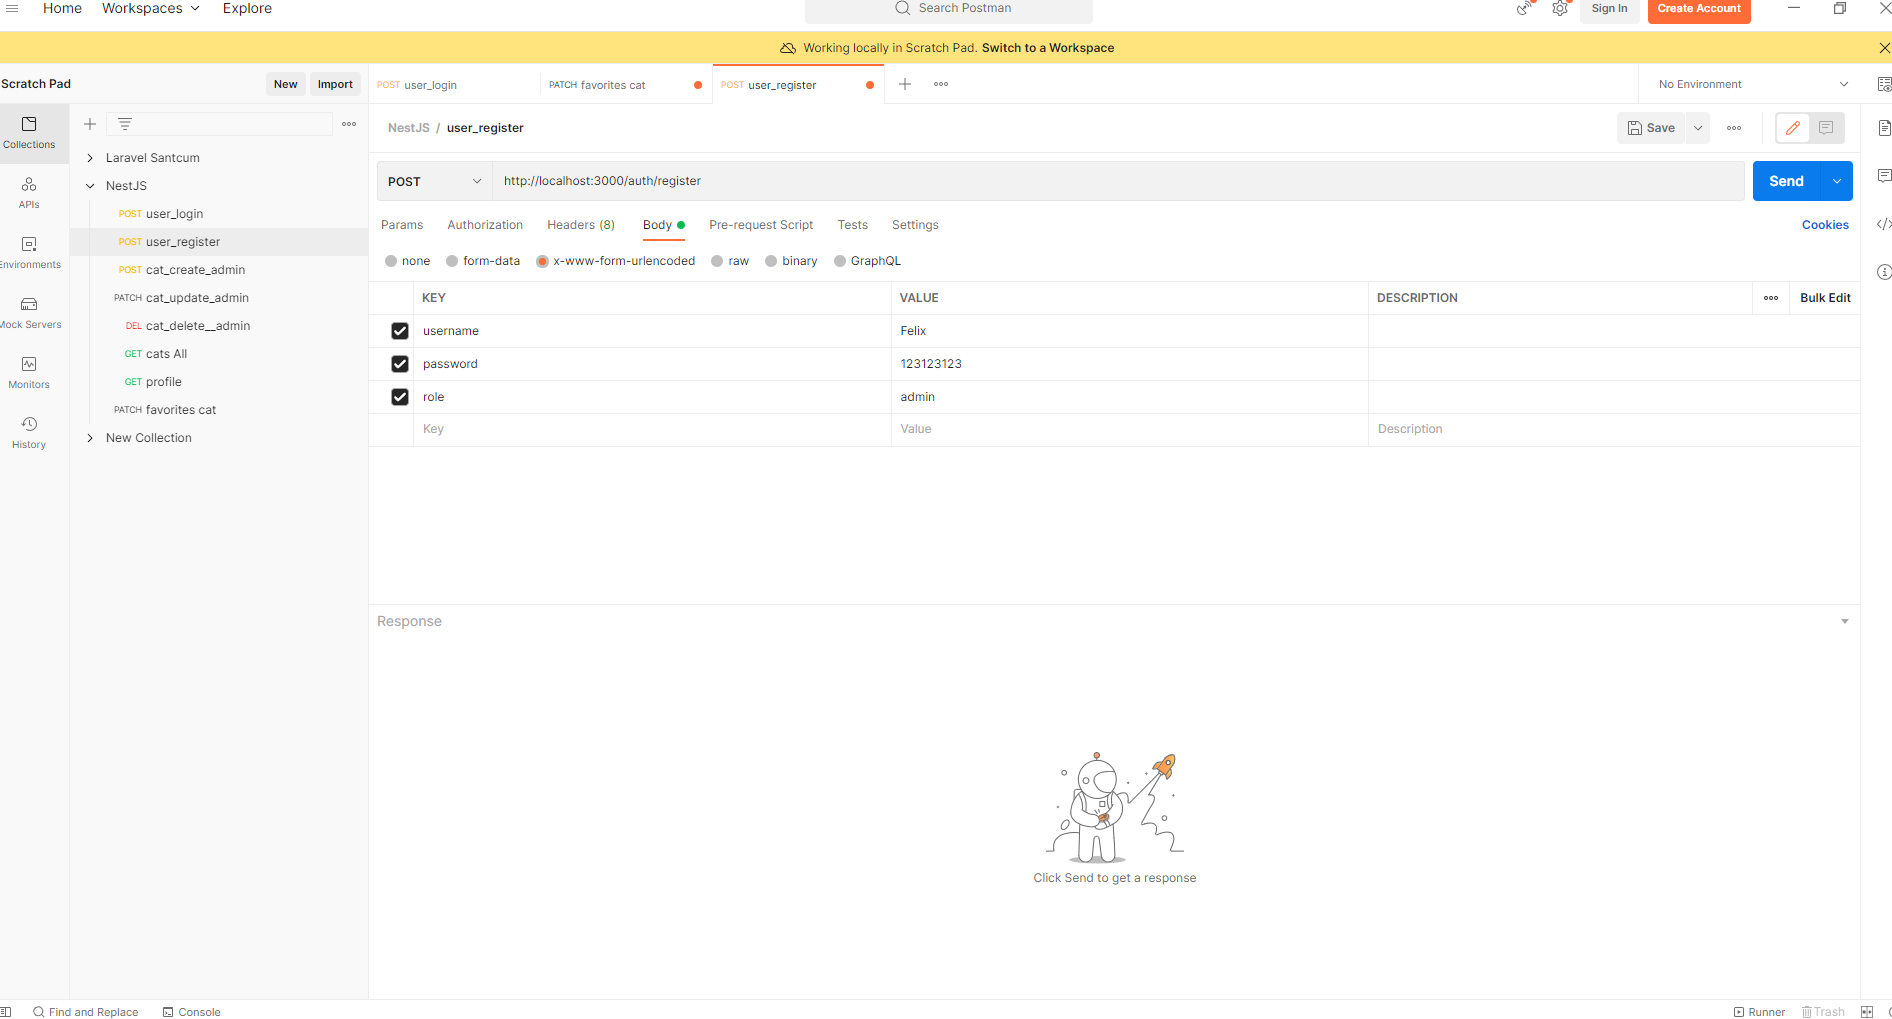 Home Workspaces Explore Search Postman Sign In Create Account
Working locally in Scratch Pad. Switch to a Workspace
Scratch Pad New Import POST user_login PATCH favorites cat POST user_register No Environment
Collections
APIs
Environments
Mock Servers
Monitors
History
Laravel Santcum
NestJS
POST user_login
POST user_register
POST cat_create_admin
PATCH cat_update_admin
DEL cat_delete__admin
GET cats All
GET profile
PATCH favorites cat
New Collection
NestJS / user_register Save
POST http://localhost:3000/auth/register Send
Params Authorization Headers (8) Body Pre-request Script Tests Settings Cookies
none form-data x-www-form-urlencoded raw binary GraphQL
KEY VALUE DESCRIPTION Bulk Edit
username Felix
password 123123123
role admin
Key Value Description
Response
Click Send to get a response
Find and Replace Console Runner Trash